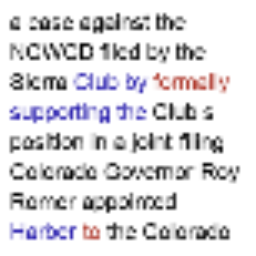 a case against the
NCWCD filed by the
Sierra Club by formally
supporting the Club s
position in a joint filing
Colorado Governor Roy
Romer appointed
Harbor to the Colorado